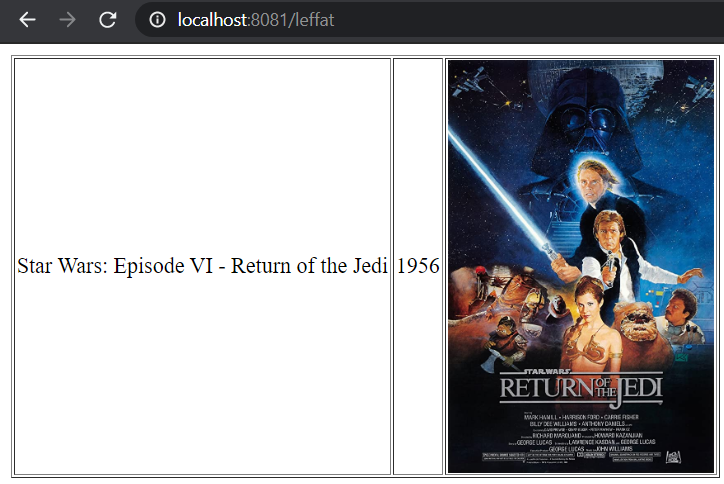 localhost:8081/leffat
Star Wars: Episode VI - Return of the Jedi
1956
STAR WARS
RETURN OF THE JEDI
MARK HAMILL • HARRISON FORD • CARRIE FISHER
BILLY DEE WILLIAMS • ANTHONY DANIELS
RICHARD MARQUAND HOWARD KAZANJIAN
GEORGE LUCAS LAWRENCE KASDAN GEORGE LUCAS
GEORGE LUCAS JOHN WILLIAMS